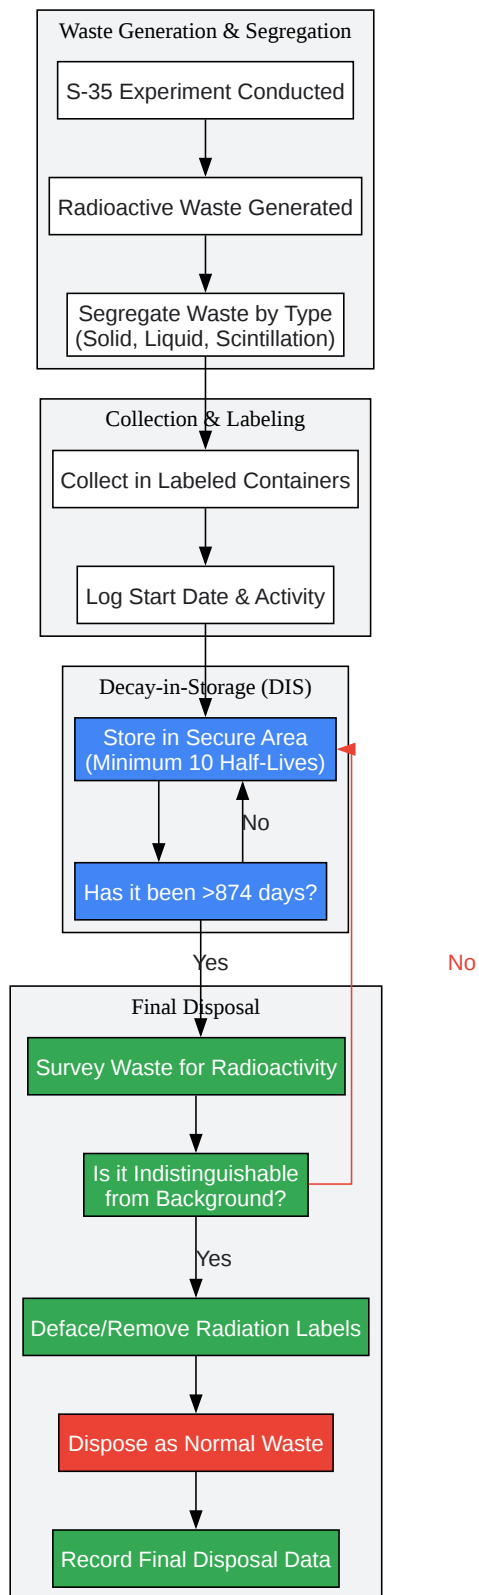 Waste Generation & Segregation
S-35 Experiment Conducted
Radioactive Waste Generated
Segregate Waste by Type
(Solid, Liquid, Scintillation)
Collection & Labeling
Collect in Labeled Containers
Log Start Date & Activity
Decay-in-Storage (DIS)
Store in Secure Area
(Minimum 10 Half-Lives)
No
Has it been >874 days?
Yes
No
Final Disposal
Survey Waste for Radioactivity
Is it Indistinguishable
from Background?
Yes
Deface/Remove Radiation Labels
Dispose as Normal Waste
Record Final Disposal Data